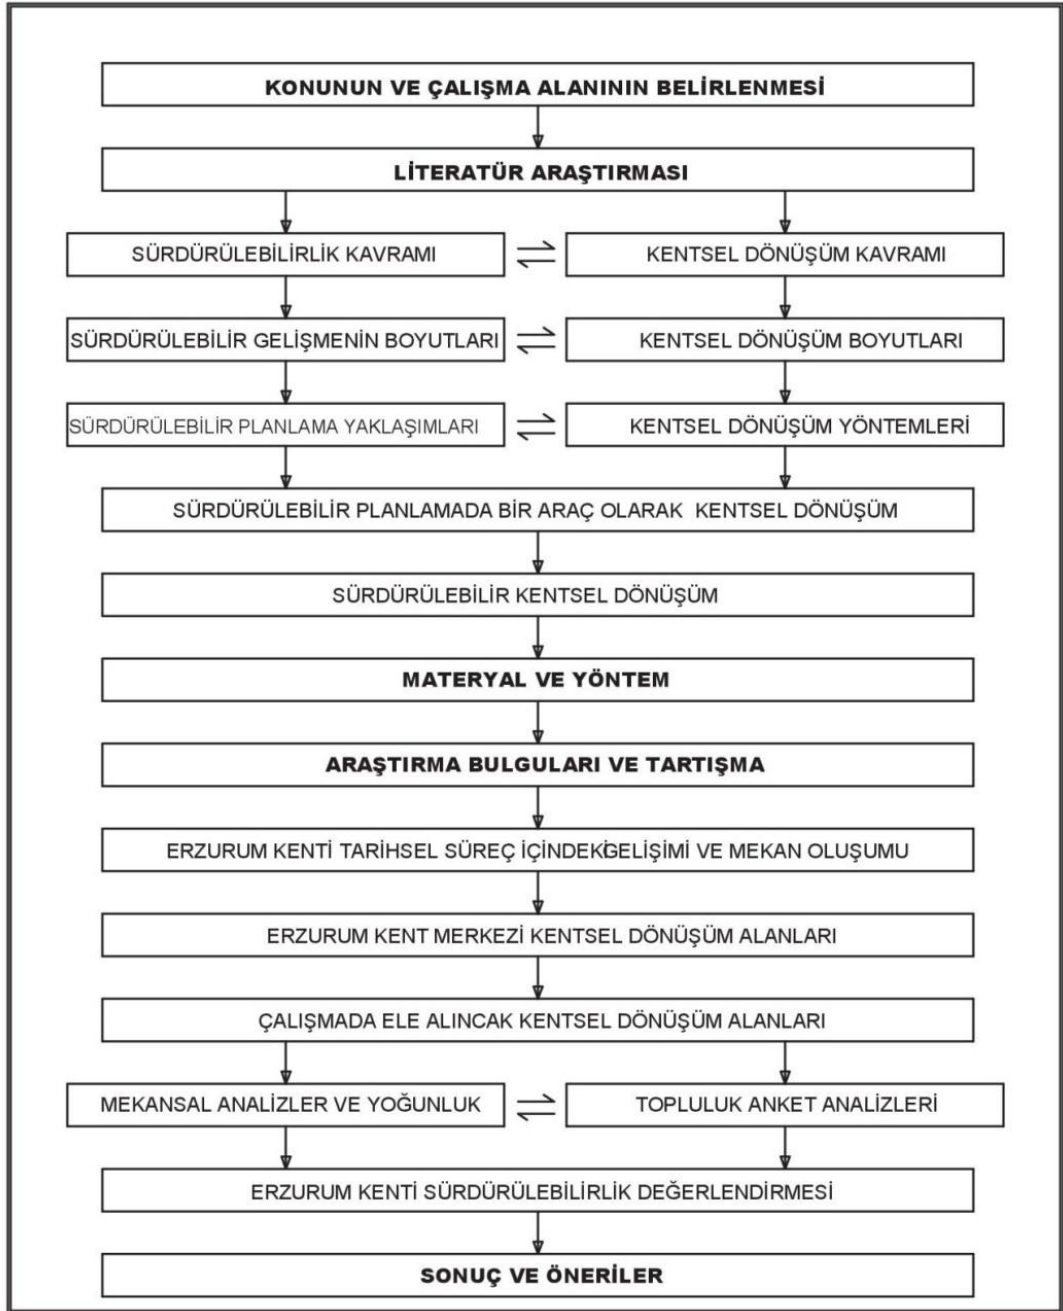 KONUNUN VE ÇALIŞMA ALANININ BELİRLENMESİ
LİTERATÜR ARAŞTIRMASI
SÜRDÜRÜLEBİLİRLİK KAVRAMI
KENTSEL DÖNÜŞÜM KAVRAMI
SÜRDÜRÜLEBİLİR GELİŞMENİN BOYUTLARI
KENTSEL DÖNÜŞÜM BOYUTLARI
SÜRDÜRÜLEBİLİR PLANLAMA YAKLAŞIMLARI
KENTSEL DÖNÜŞÜM YÖNTEMLERİ
SÜRDÜRÜLEBİLİR PLANLAMADA BİR ARAÇ OLARAK KENTSEL DÖNÜŞÜM
SÜRDÜRÜLEBİLİR KENTSEL DÖNÜŞÜM
MATERYAL VE YÖNTEM
ARAŞTIRMA BULGULARI VE TARTIŞMA
ERZURUM KENTİ TARİHSEL SÜREÇ İÇİNDEKİ GELİŞİMİ VE MEKAN OLUŞUMU
ERZURUM KENT MERKEZİ KENTSEL DÖNÜŞÜM ALANLARI
ÇALIŞMADA ELE ALINCAK KENTSEL DÖNÜŞÜM ALANLARI
MEKANSAL ANALİZLER VE YOĞUNLUK
TOPLULUK ANKET ANALİZLERİ
ERZURUM KENTİ SÜRDÜRÜLEBİLİRLİK DEĞERLENDİRMESİ
SONUÇ VE ÖNERİLER